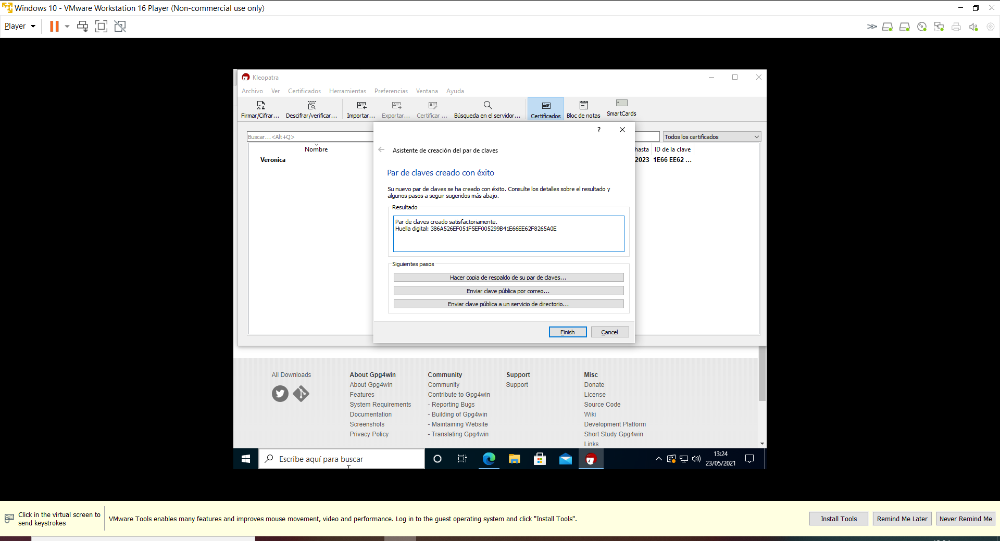 Windows 10 - VMware Workstation 16 Player (Non-commercial use only)
Player
Kleopatra
Archivo Ver Certificados Herramientas Preferencias Ventana Ayuda
Firmar/Cifrar... Descifrar/verificar... Importar... Exportar... Certificar ... Búsqueda en el servidor... Certificados Bloc de notas SmartCards
Buscar...<Alt+Q> Todos los certificados
Nombre hasta ID de la clave
Veronica 2023 1E66 EE62 ...
?
Asistente de creación del par de claves
Par de claves creado con éxito
Su nuevo par de claves se ha creado con éxito. Consulte los detalles sobre el resultado y
algunos pasos a seguir sugeridos más abajo.
Resultado
Par de claves creado satisfactoriamente.
Huella digital: 386A526EF051F5EF005299B41E66EE62F8265A0E
Siguientes pasos
Hacer copia de respaldo de su par de claves...
Enviar clave pública por correo...
Enviar clave pública a un servicio de directorio...
Finish Cancel
All Downloads About Gpg4win Community Support Misc
About Gpg4win Community Support Donate
Features Contribute to Gpg4win License
System Requirements - Reporting Bugs Source Code
Documentation - Building of Gpg4win Wiki
Screenshots - Maintaining Website Development Platform
Privacy Policy - Translating Gpg4win Short Study Gpg4win
Links
Escribe aquí para buscar
13:24
23/05/2021
Click in the virtual screen to
send keystrokes
VMware Tools enables many features and improves mouse movement, video and performance. Log in to the guest operating system and click "Install Tools".
Install Tools Remind Me Later Never Remind Me